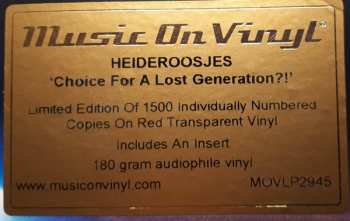 Music On Vinyl
HEIDEROOSJES
'Choice For A Lost Generation?!'
Limited Edition Of 1500 Individually Numbered
Copies On Red Transparent Vinyl
Includes An Insert
180 gram audiophile vinyl
www.musiconvinyl.com MOVLP2945